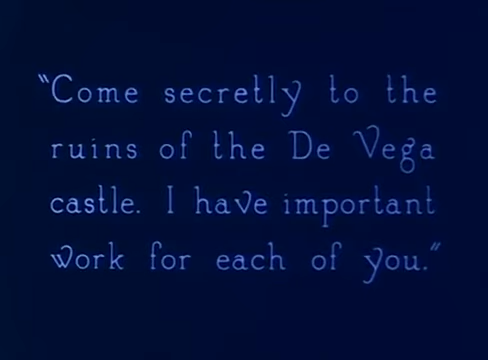 “Come secretly to the
ruins of the De Vega
castle. I have important
work for each of you.”